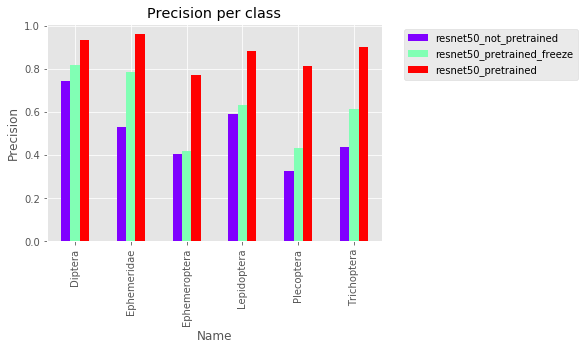 Precision per class
resnet50_not_pretrained
resnet50_pretrained_freeze
resnet50_pretrained
Precision
1.0
0.8
0.6
0.4
0.2
0.0
Diptera
Ephemeridae
Ephemeroptera
Lepidoptera
Plecoptera
Trichoptera
Name